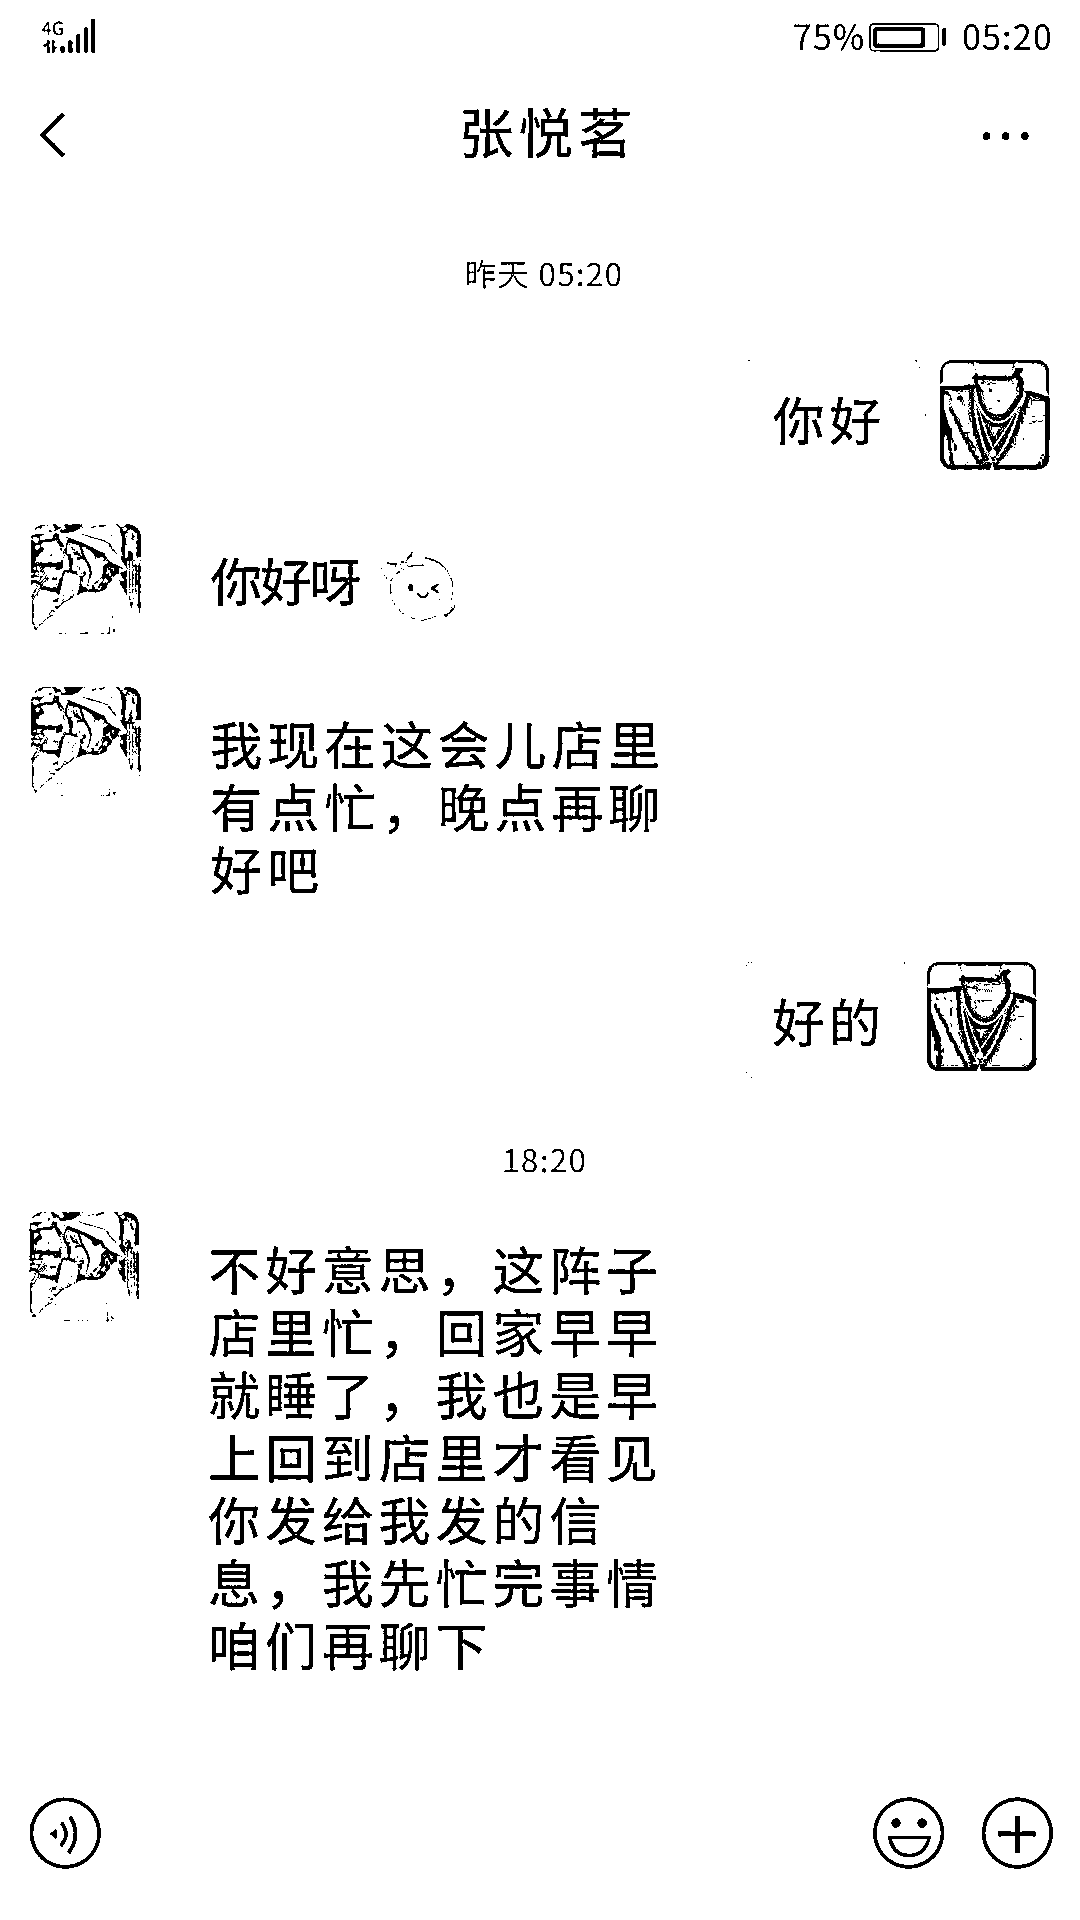 4G
75% 05:20
张悦茗
昨天 05:20
你好
你好呀
我现在这会儿店里
有点忙，晚点再聊
好吧
好的
18:20
不好意思，这阵子
店里忙，回家早早
就睡了，我也是早
上回到店里才看见
你发给我发的信
息，我先忙完事情
咱们再聊下